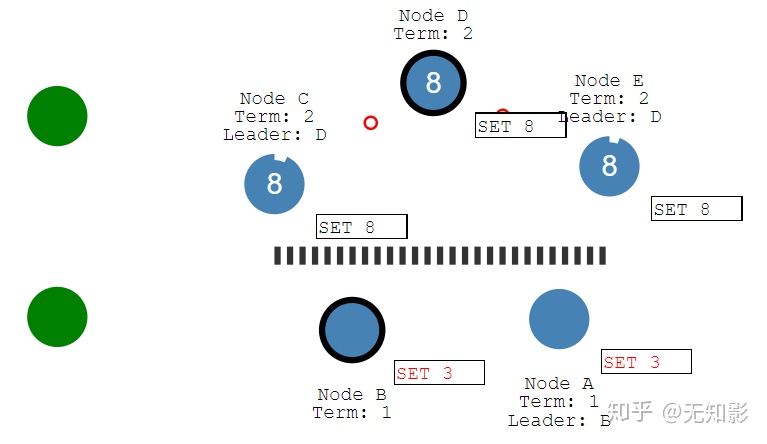 Node D
Term: 2
8
Node C
Term: 2
Leader: D
8
SET 8
Node E
Term: 2
Leader: D
8
SET 8
SET 8
SET 3
Node B
Term: 1
SET 3
Node A
Term: 1
Leader: B
知乎 @无知影